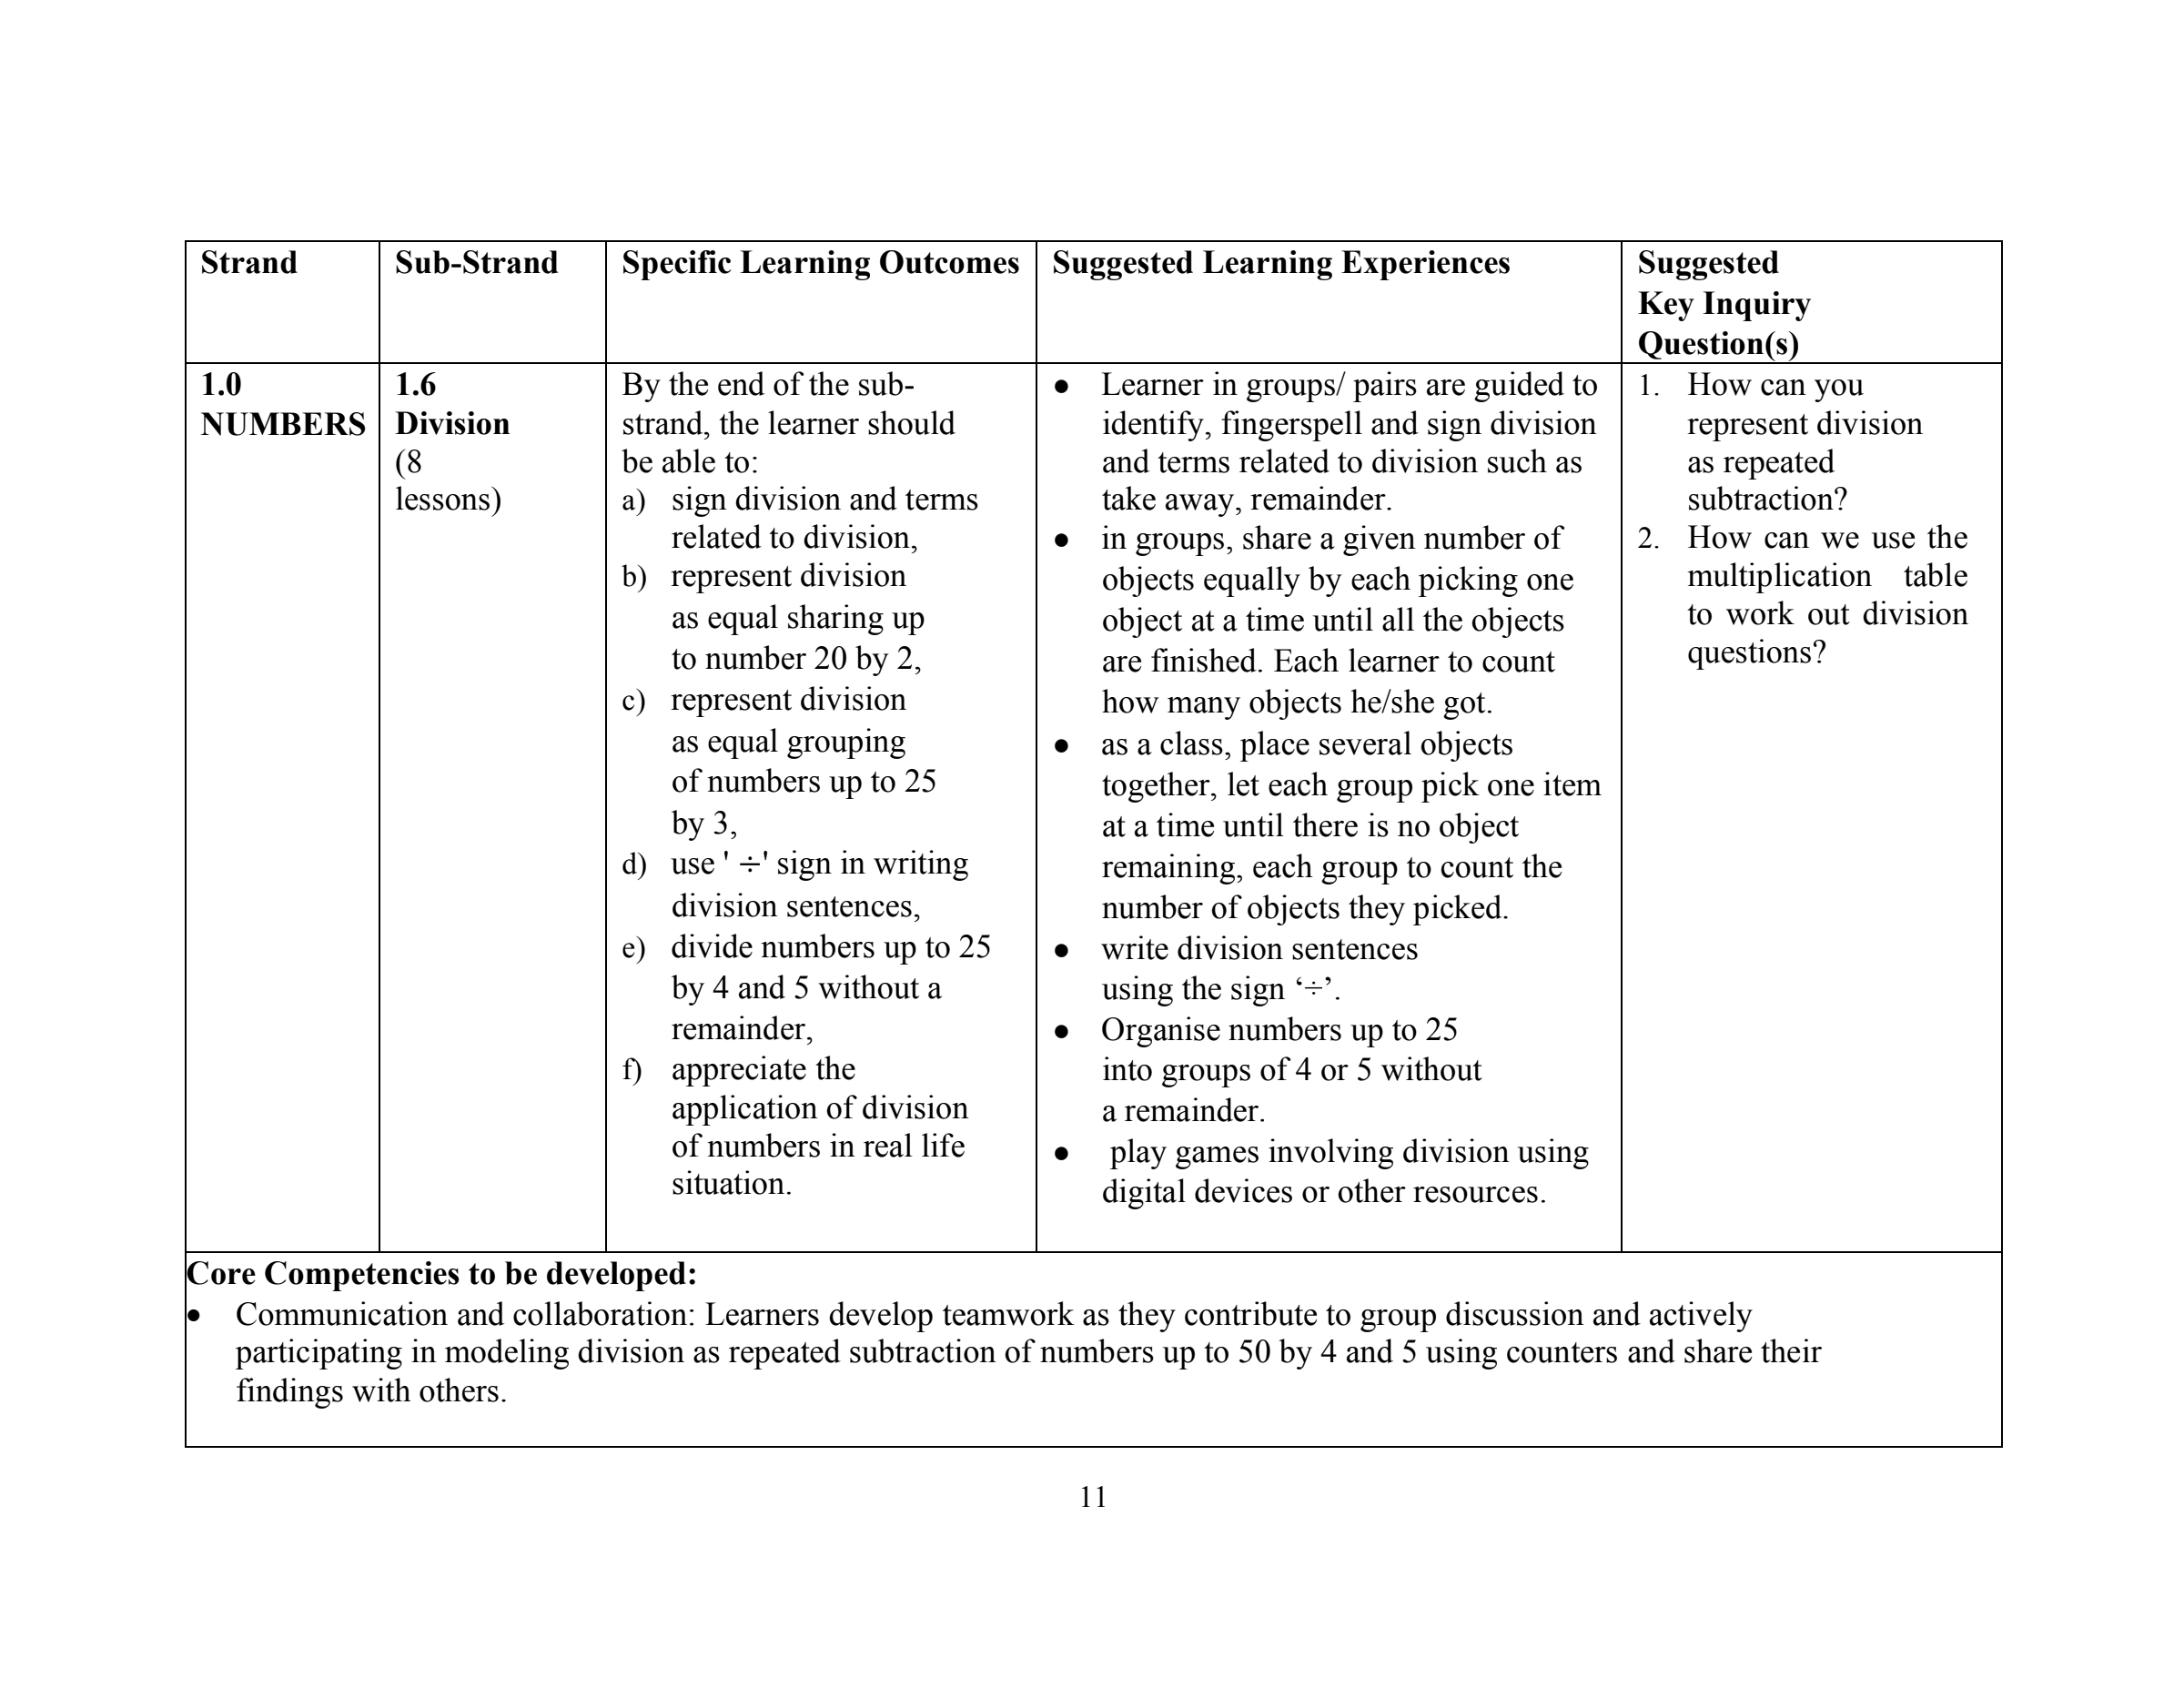 Strand
Sub-Strand
Specific Learning Outcomes
Suggested Learning Experiences
Suggested
Key Inquiry
Question(s)
1.0
NUMBERS
1.6
Division
(8
lessons)
By the end of the sub-
strand, the learner should
be able to:
a) sign division and terms
related to division,
b) represent division
as equal sharing up
to number 20 by 2,
c) represent division
as equal grouping
of numbers up to 25
by 3,
d) use ' ÷' sign in writing
division sentences,
e) divide numbers up to 25
by 4 and 5 without a
remainder,
f) appreciate the
application of division
of numbers in real life
situation.
● Learner in groups/ pairs are guided to
identify, fingerspell and sign division
and terms related to division such as
take away, remainder.
● in groups, share a given number of
objects equally by each picking one
object at a time until all the objects
are finished. Each learner to count
how many objects he/she got.
● as a class, place several objects
together, let each group pick one item
at a time until there is no object
remaining, each group to count the
number of objects they picked.
● write division sentences
using the sign ‘÷’.
● Organise numbers up to 25
into groups of 4 or 5 without
a remainder.
● play games involving division using
digital devices or other resources.
1. How can you
represent division
as repeated
subtraction?
2. How can we use the
multiplication table
to work out division
questions?
Core Competencies to be developed:
● Communication and collaboration: Learners develop teamwork as they contribute to group discussion and actively
participating in modeling division as repeated subtraction of numbers up to 50 by 4 and 5 using counters and share their
findings with others.
11